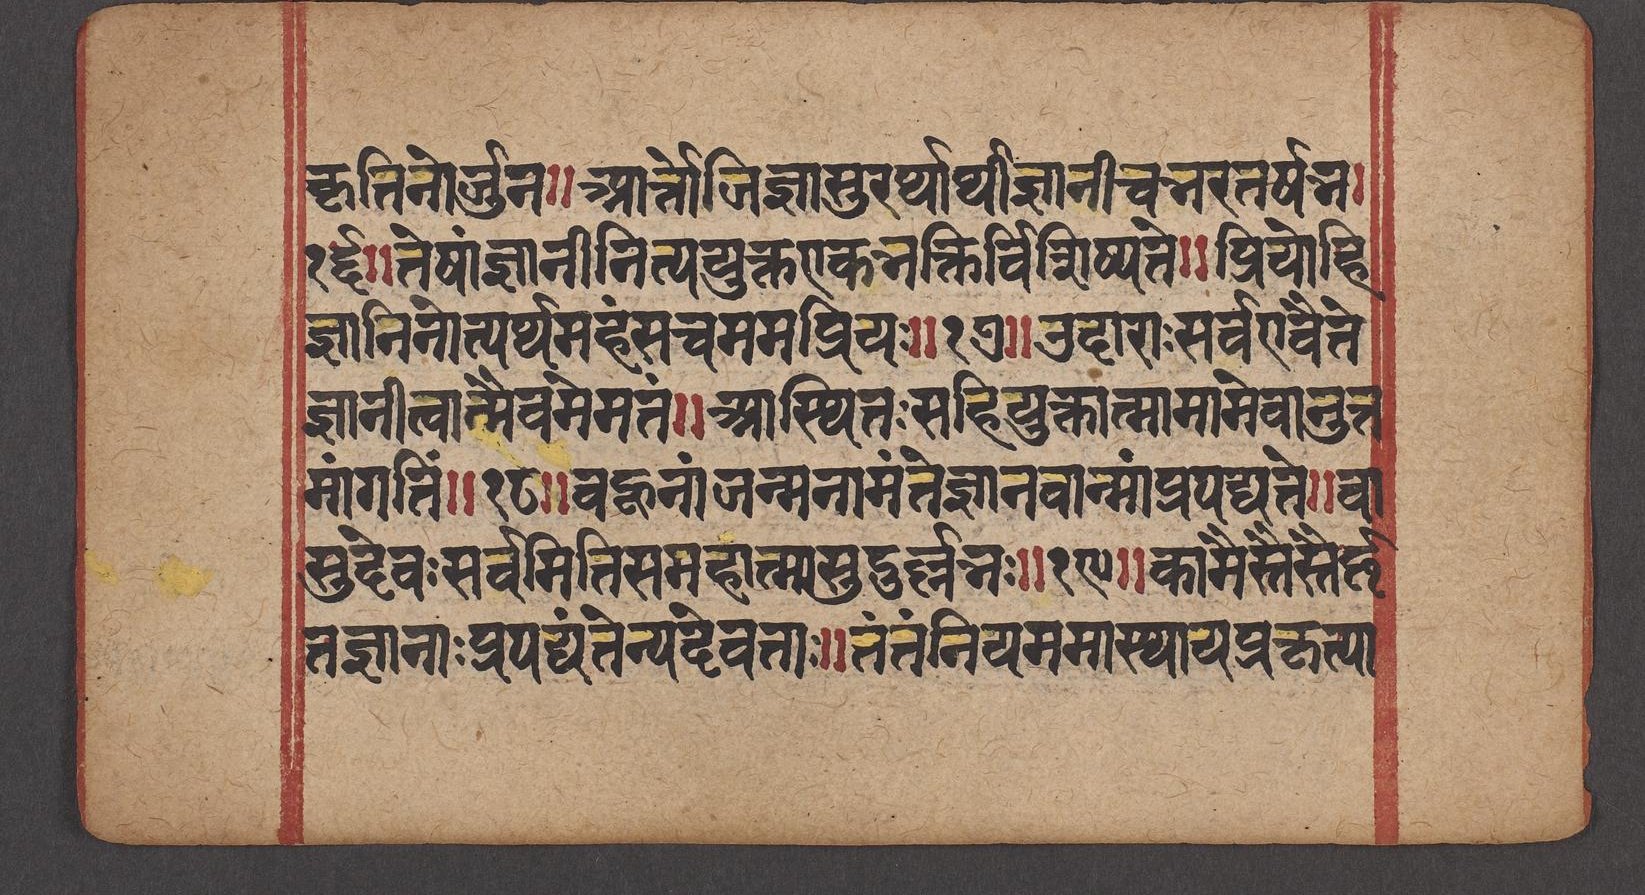 कृतिनोर्जुन॥ आर्त्तोजिज्ञासुरर्थार्थीज्ञानीचभरतर्षभ।
१६॥तेषांज्ञानीनित्ययुक्तएकभक्तिर्विशिष्यते॥प्रियोहि
ज्ञानिनोत्यर्थमहंसचममप्रियः॥१७॥उदाराःसर्वएवैते
ज्ञानीत्वात्मैवमेमतं॥आस्थितःसहियुक्तात्मामामेवानुत्त
मांगतिं॥१८॥वहूनांजन्मनामंतेज्ञानवान्मांप्रपद्यते॥वा
सुदेवःसर्वमितिसमहात्मासुदुर्ल्लभः॥१९॥कामैस्तैस्तैर्हृ
तज्ञानाःप्रपद्यंतेन्यदेवताः॥तंतंनियममास्थायप्रकृत्या